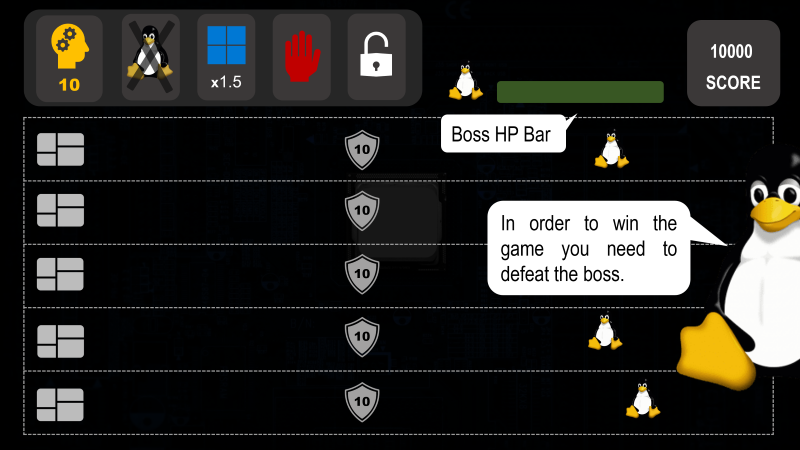 10
x1.5
10000
SCORE
Boss HP Bar
10
10
In order to win the
game you need to
defeat the boss.
10
10
10